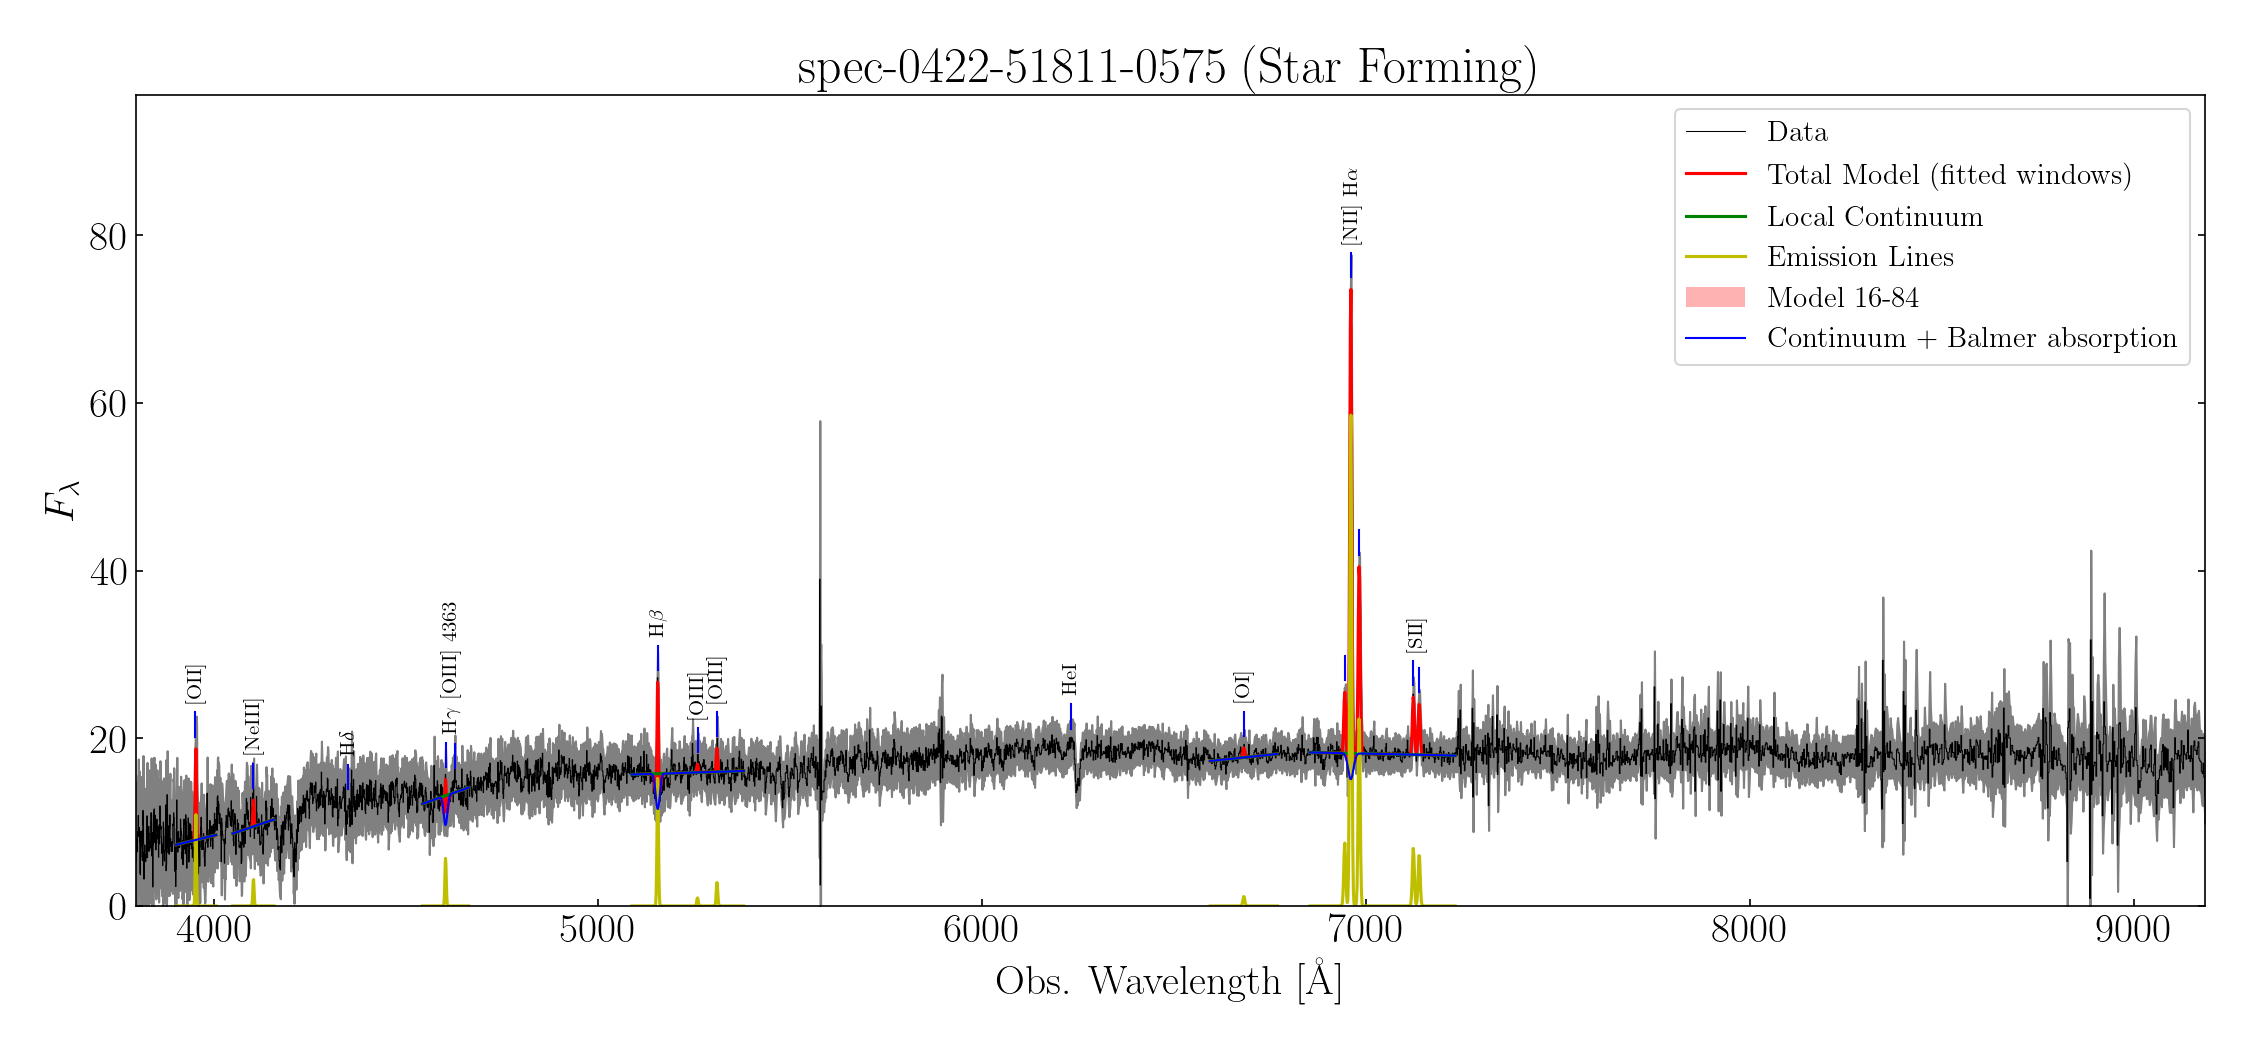 spec-0422-51811-0575 (Star Forming)
Data
Total Model (fitted windows)
Local Continuum
Emission Lines
Model 16-84
Continuum + Balmer absorption
[OII]
[NeIII]
Hδ
Hγ [OIII] 4363
Hβ
[OIII]
[OIII]
HeI
[OI]
[NII] Hα
[SII]
Fλ
80
60
40
20
0
4000
5000
6000
7000
8000
9000
Obs. Wavelength [Å]